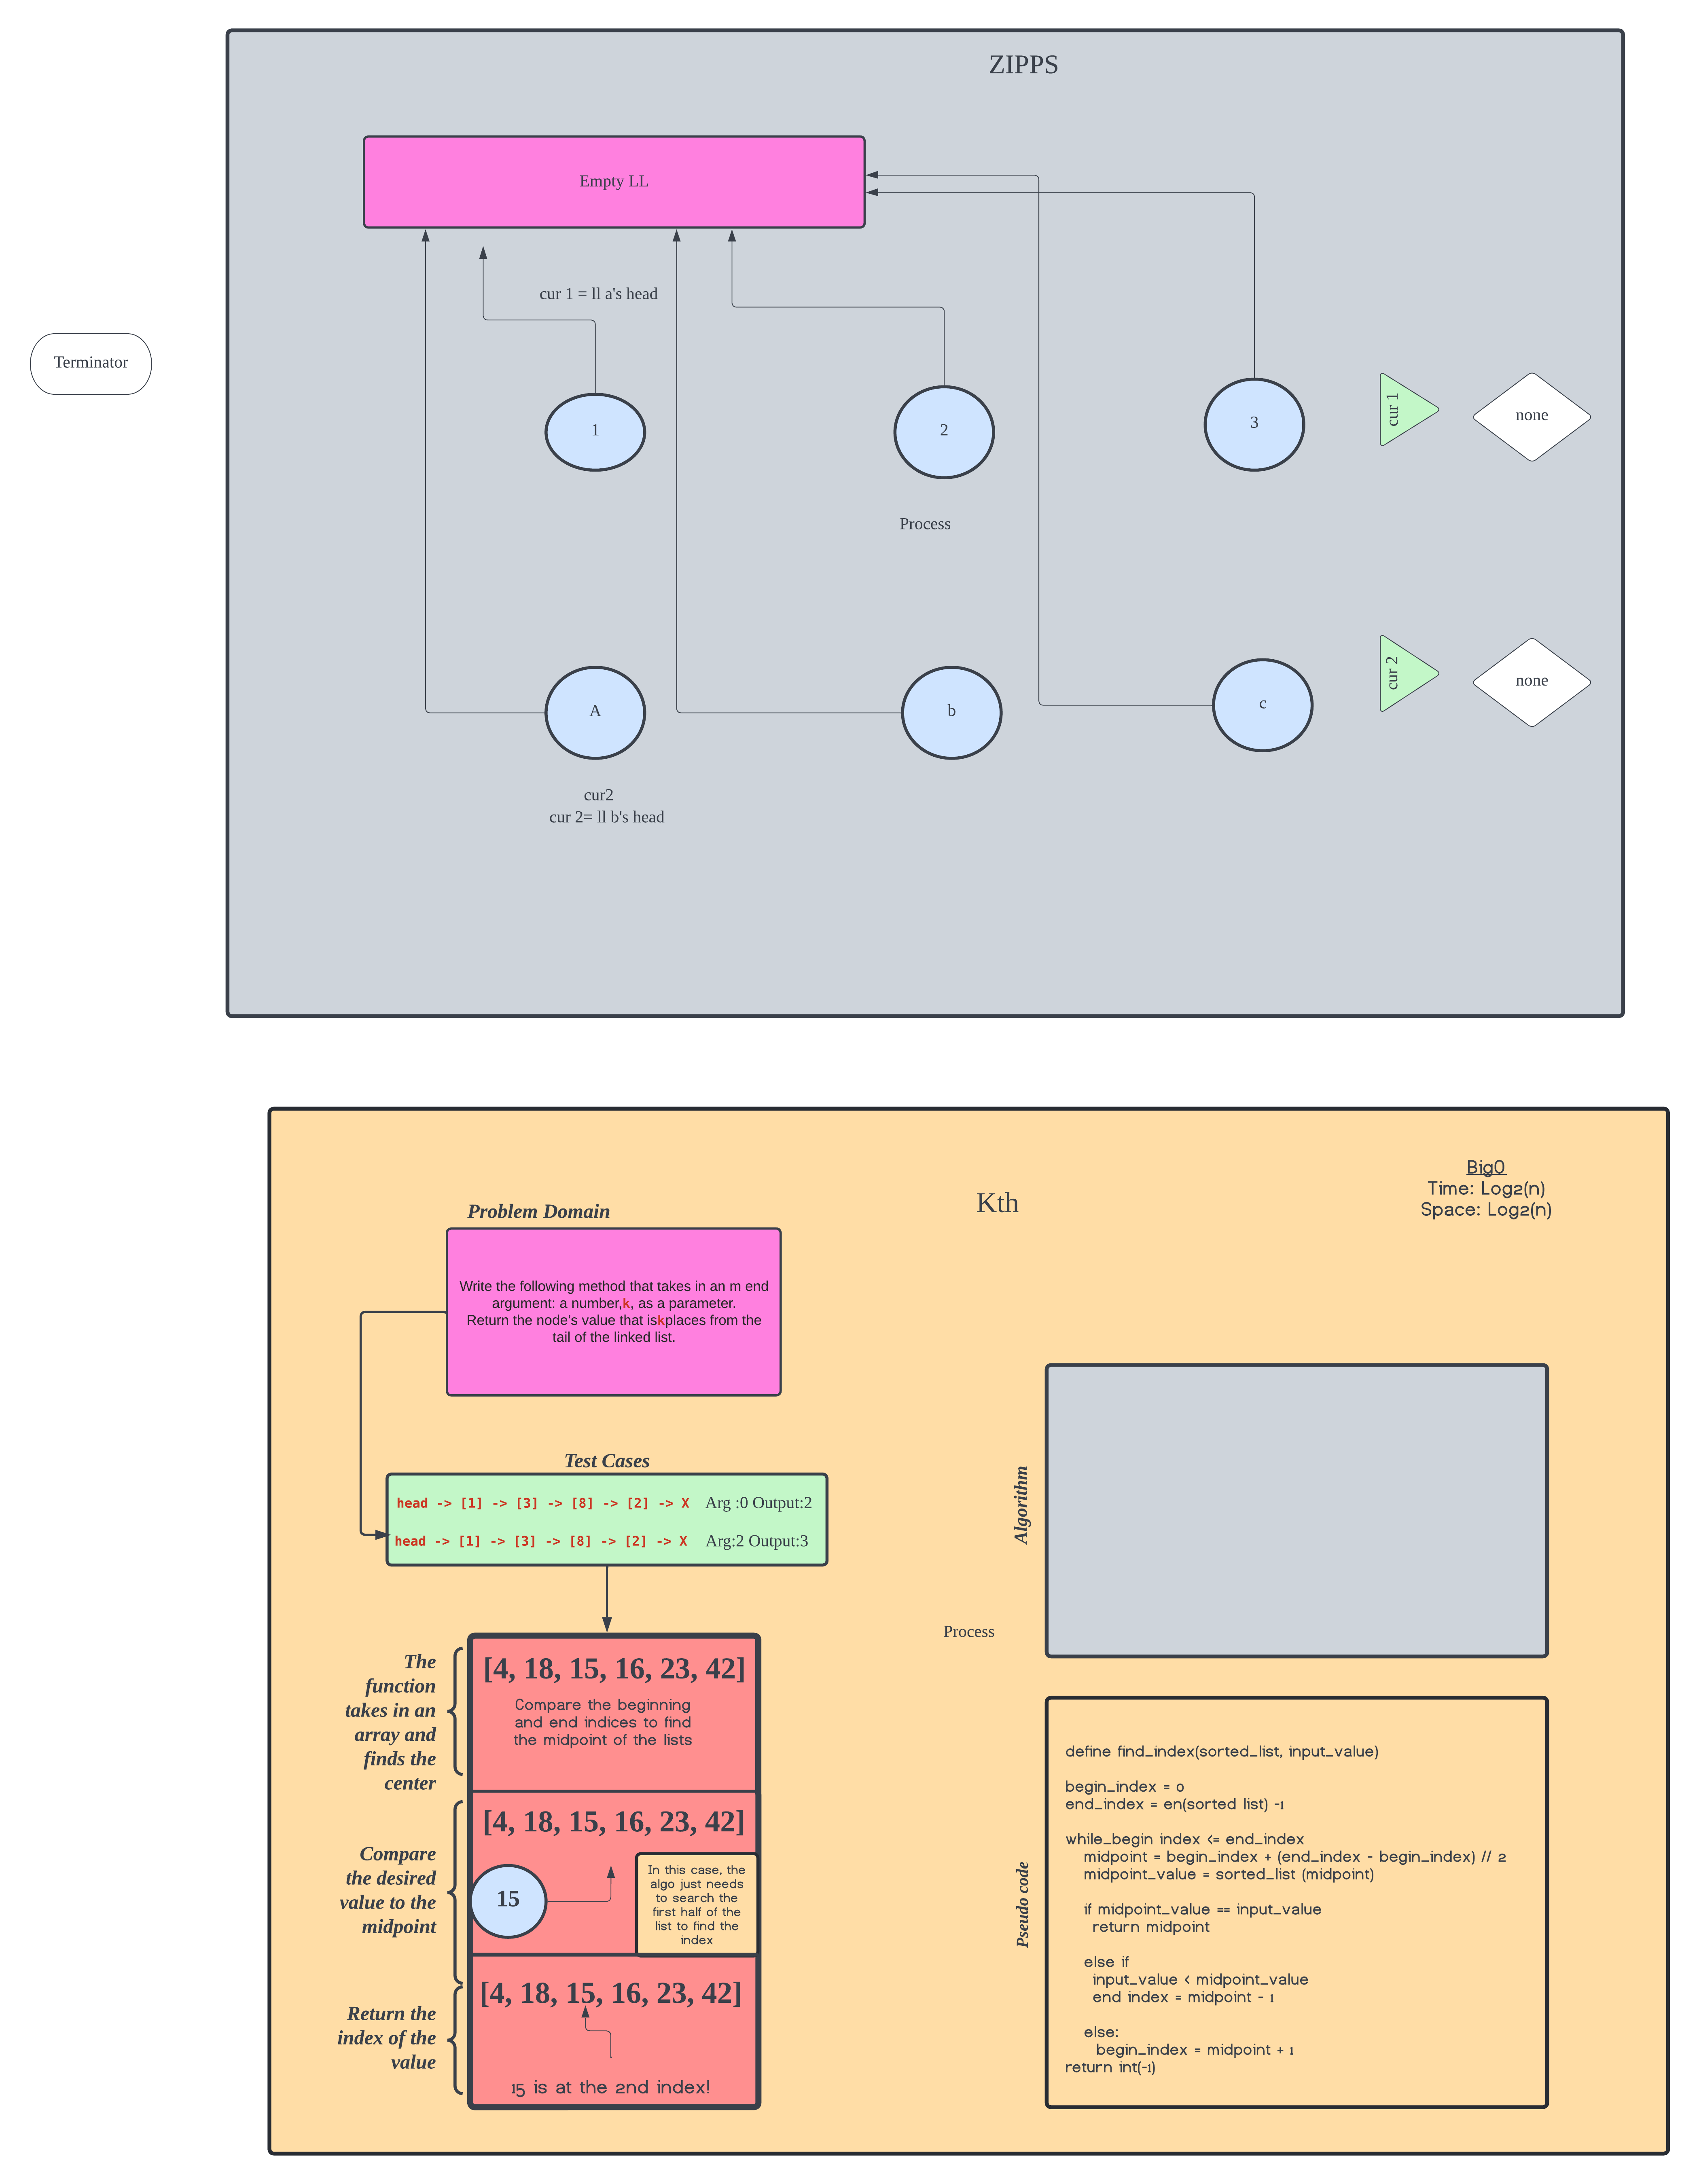 ZIPPS
Empty LL
cur 1 = ll a's head
Terminator
1
2
3
cur 1
none
Process
A
b
c
cur 2
none
cur2
cur 2= ll b's head
Kth
BigO
Time: Log2(n)
Space: Log2(n)
Problem Domain
Write the following method that takes in an m end
argument: a number,k, as a parameter.
Return the node's value that iskplaces from the
tail of the linked list.
Test Cases
head -> [1] -> [3] -> [8] -> [2] -> X Arg :0 Output:2
head -> [1] -> [3] -> [8] -> [2] -> X Arg:2 Output:3
Algorithm
Process
The
function
takes in an
array and
finds the
center
[4, 18, 15, 16, 23, 42]
Compare the beginning
and end indices to find
the midpoint of the lists
Compare
the desired
value to the
midpoint
[4, 18, 15, 16, 23, 42]
15
In this case, the
algo just needs
to search the
first half of the
list to find the
index
Return the
index of the
value
[4, 18, 15, 16, 23, 42]
15 is at the 2nd index!
Pseudo code
define find_index(sorted_list, input_value)
begin_index = 0
end_index = en(sorted list) -1
while_begin index <= end_index
midpoint = begin_index + (end_index - begin_index) // 2
midpoint_value = sorted_list (midpoint)
if midpoint_value == input_value
return midpoint
else if
input_value < midpoint_value
end index = midpoint - 1
else:
begin_index = midpoint + 1
return int(-1)